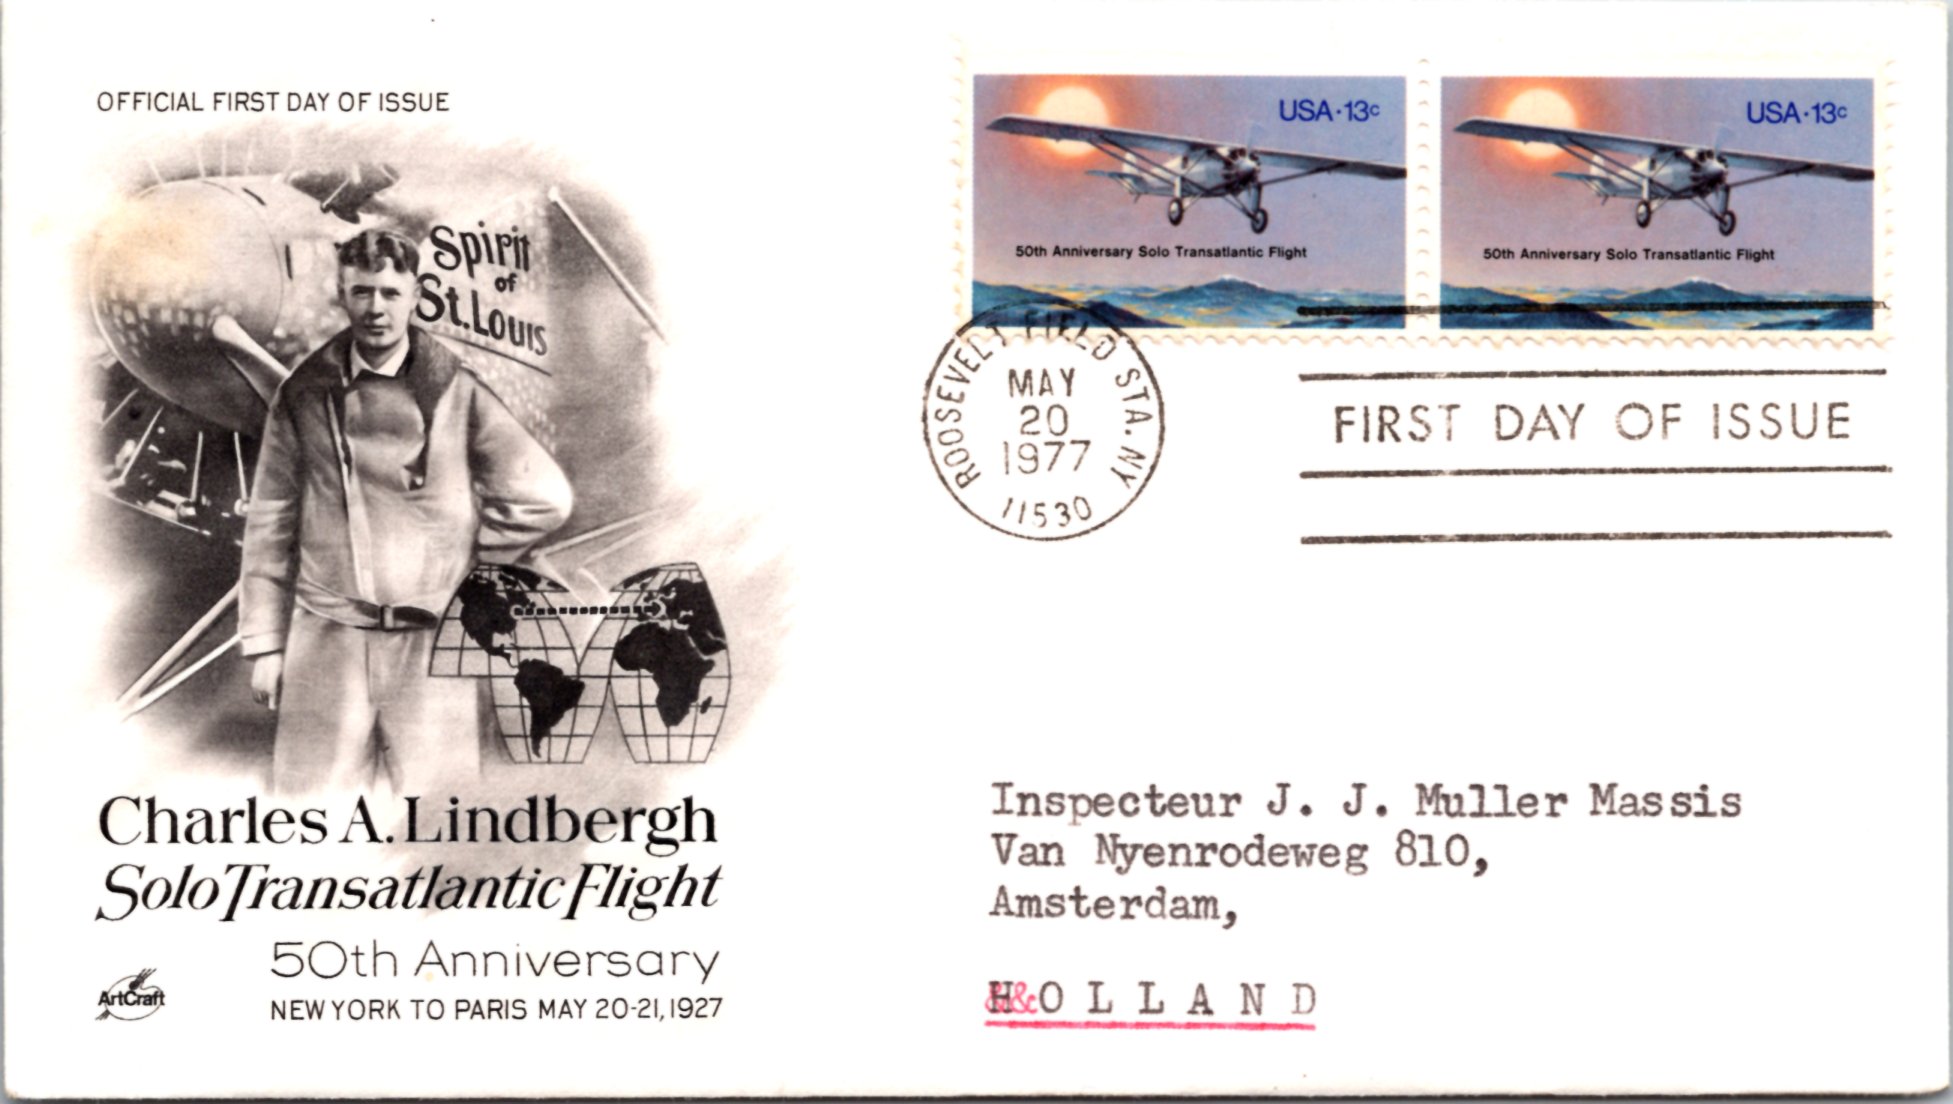 OFFICIAL FIRST DAY OF ISSUE
Spirit
of
St. Louis
Charles A. Lindbergh
Solo Transatlantic Flight
50th Anniversary
NEW YORK TO PARIS MAY 20-21, 1927
ArtCraft
USA·13c
50th Anniversary Solo Transatlantic Flight
USA·13c
50th Anniversary Solo Transatlantic Flight
ROOSEVELT FIELD STA. NY
MAY
20
1977
11530
FIRST DAY OF ISSUE
Inspecteur J. J. Muller Massis
Van Nyenrodeweg 810,
Amsterdam,
HOLLAND